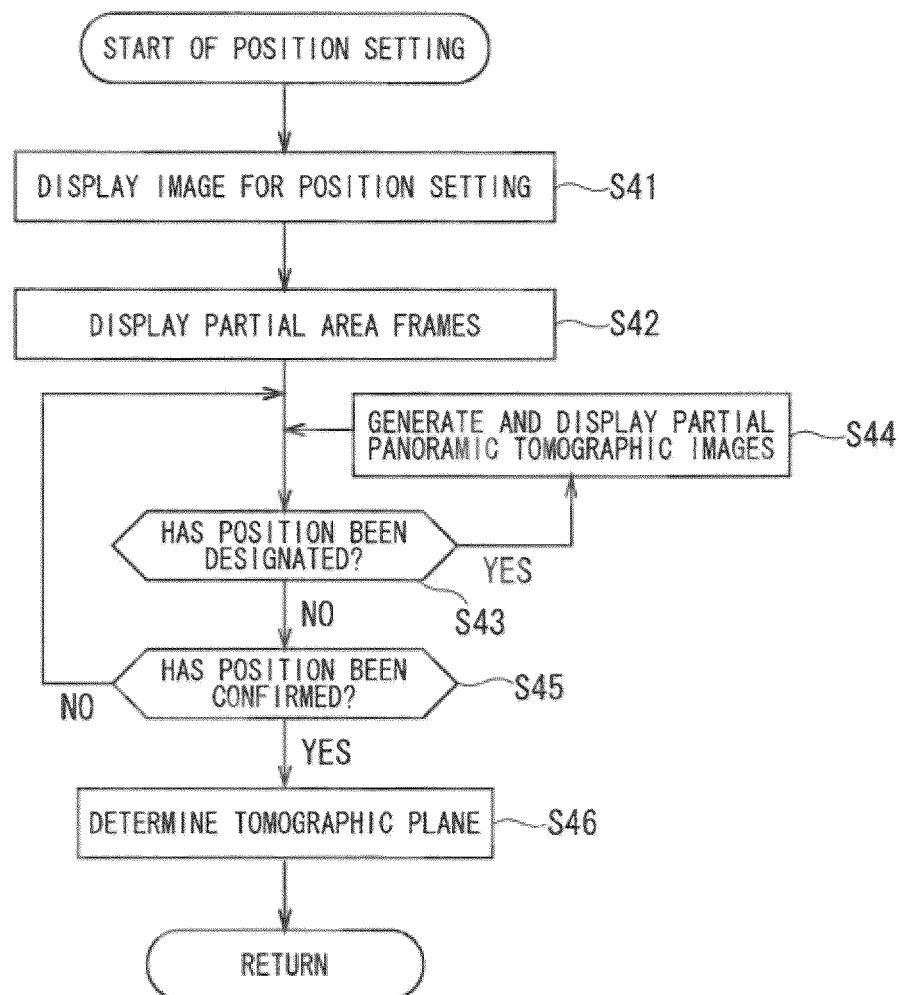 START OF POSITION SETTING
DISPLAY IMAGE FOR POSITION SETTING
S41
DISPLAY PARTIAL AREA FRAMES
S42
GENERATE AND DISPLAY PARTIAL
PANORAMIC TOMOGRAPHIC IMAGES
S44
HAS POSITION BEEN
DESIGNATED?
YES
S43
NO
HAS POSITION BEEN
CONFIRMED?
S45
NO
YES
DETERMINE TOMOGRAPHIC PLANE
S46
RETURN